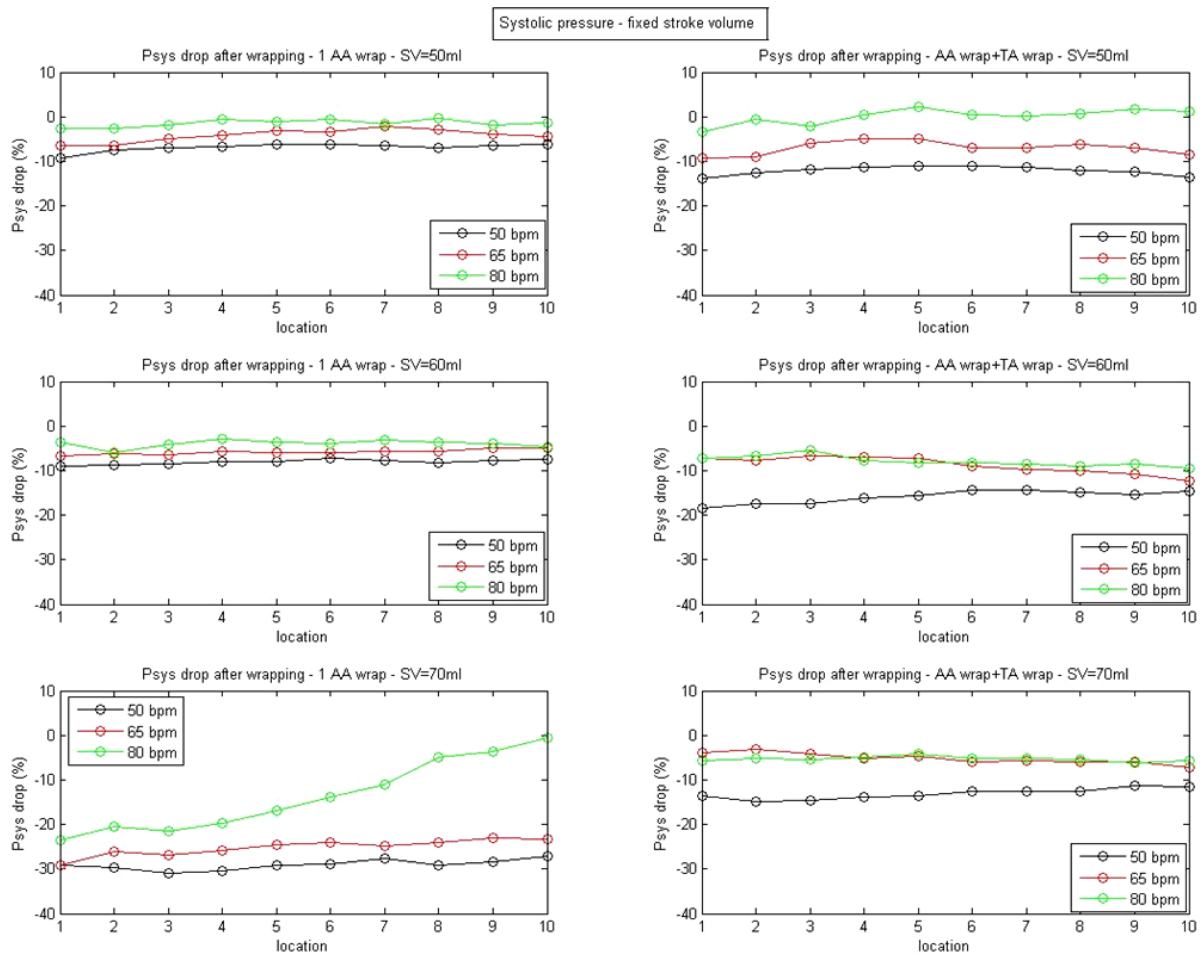 Systolic pressure - fixed stroke volume
Psys drop after wrapping - 1 AA wrap - SV=50ml
10
0
-10
-20
-30
-40
Psys drop (%)
50 bpm
65 bpm
80 bpm
1 2 3 4 5 6 7 8 9 10
location
Psys drop after wrapping - AA wrap+TA wrap - SV=50ml
10
0
-10
-20
-30
-40
Psys drop (%)
50 bpm
65 bpm
80 bpm
1 2 3 4 5 6 7 8 9 10
location
Psys drop after wrapping - 1 AA wrap - SV=60ml
10
0
-10
-20
-30
-40
Psys drop (%)
50 bpm
65 bpm
80 bpm
1 2 3 4 5 6 7 8 9 10
location
Psys drop after wrapping - AA wrap+TA wrap - SV=60ml
10
0
-10
-20
-30
-40
Psys drop (%)
50 bpm
65 bpm
80 bpm
1 2 3 4 5 6 7 8 9 10
location
Psys drop after wrapping - 1 AA wrap - SV=70ml
10
0
-10
-20
-30
-40
Psys drop (%)
50 bpm
65 bpm
80 bpm
1 2 3 4 5 6 7 8 9 10
location
Psys drop after wrapping - AA wrap+TA wrap - SV=70ml
10
0
-10
-20
-30
-40
Psys drop (%)
50 bpm
65 bpm
80 bpm
1 2 3 4 5 6 7 8 9 10
location